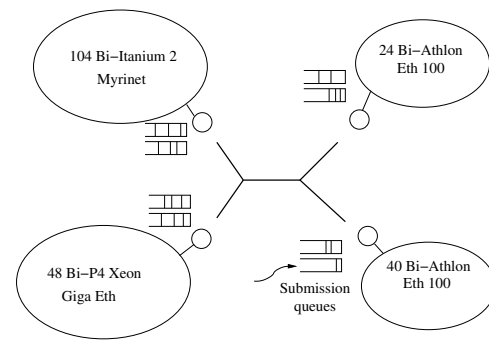 104 Bi−Itanium 2
Myrinet
24 Bi−Athlon
Eth 100
48 Bi−P4 Xeon
Giga Eth
Submission
queues
40 Bi−Athlon
Eth 100